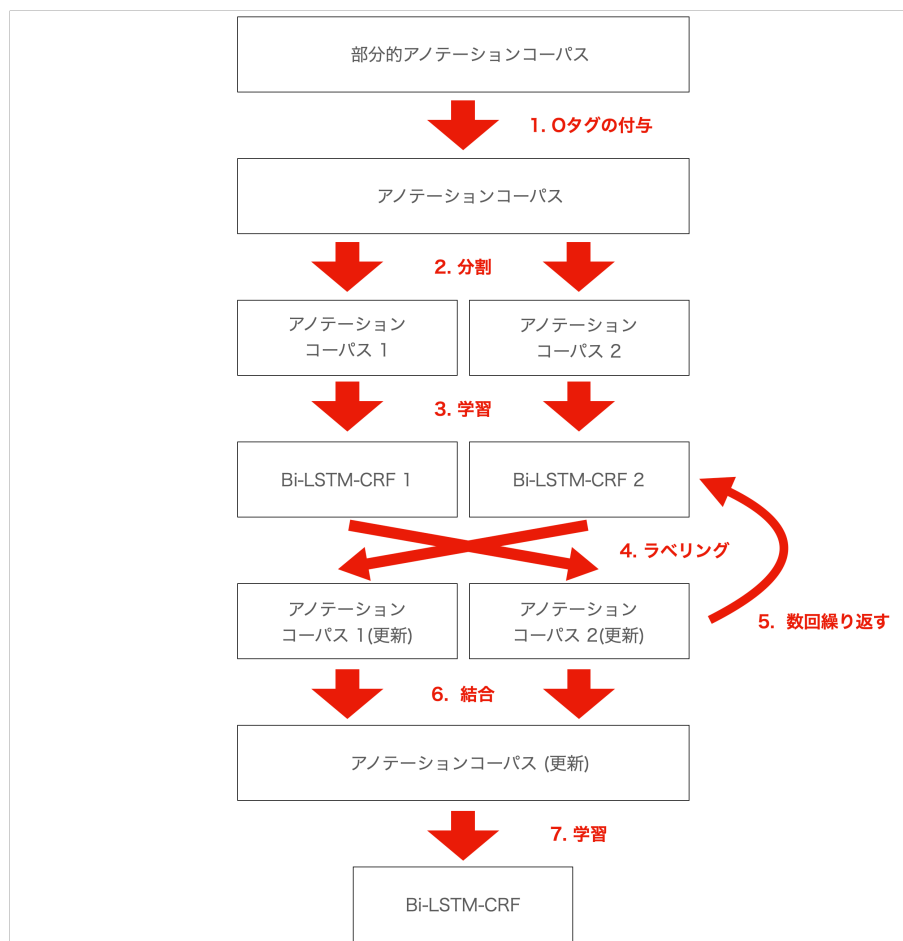 部分的アノテーションコーパス
1. Oタグの付与
アノテーションコーパス
2. 分割
アノテーション
コーパス 1
アノテーション
コーパス 2
3. 学習
Bi-LSTM-CRF 1
Bi-LSTM-CRF 2
4. ラベリング
アノテーション
コーパス 1(更新)
アノテーション
コーパス 2(更新)
5. 数回繰り返す
6. 結合
アノテーションコーパス (更新)
7. 学習
Bi-LSTM-CRF